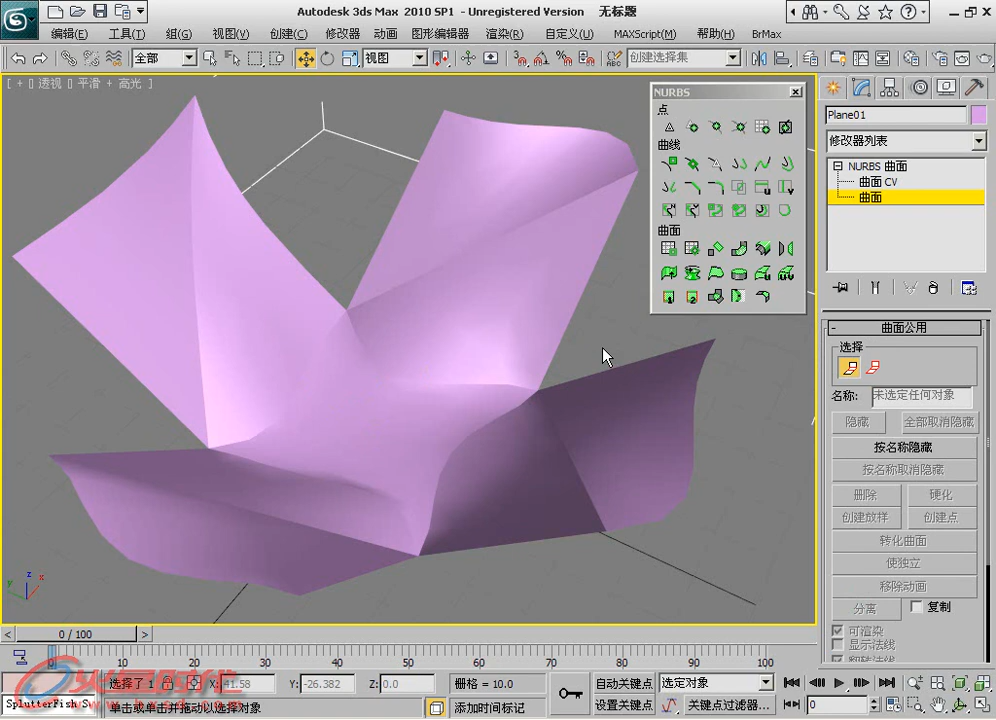 Autodesk 3ds Max 2010 SP1 - Unregistered Version 无标题
编辑(E) 工具(T) 组(G) 视图(V) 创建(C) 修改器 动画 图形编辑器 渲染(R) 自定义(U) MAXScript(M) 帮助(H) BrMax
全部 视图 创建选择集
[ + 0 透视 0 平滑 + 高光 ]
NURBS
点
曲线
曲面
Plane01
修改器列表
NURBS 曲面
曲面 CV
曲面
- 曲面公用
选择
名称: 未选定任何对象
隐藏 全部取消隐藏
按名称隐藏
按名称取消隐藏
删除 硬化
创建放样 创建点
转化曲面
使独立
移除动画
分离 复制
可渲染
显示法线
z
y x
< 0 / 100 >
0 10 20 30 40 50 60 70 80 90 100
选择了 1 X: 41.58 Y: -26.382 Z: 0.0 栅格 = 10.0 自动关键点 选定对象
SplutterFish S 单击或单击并拖动以选择对象 添加时间标记 设置关键点 关键点过滤器... 0